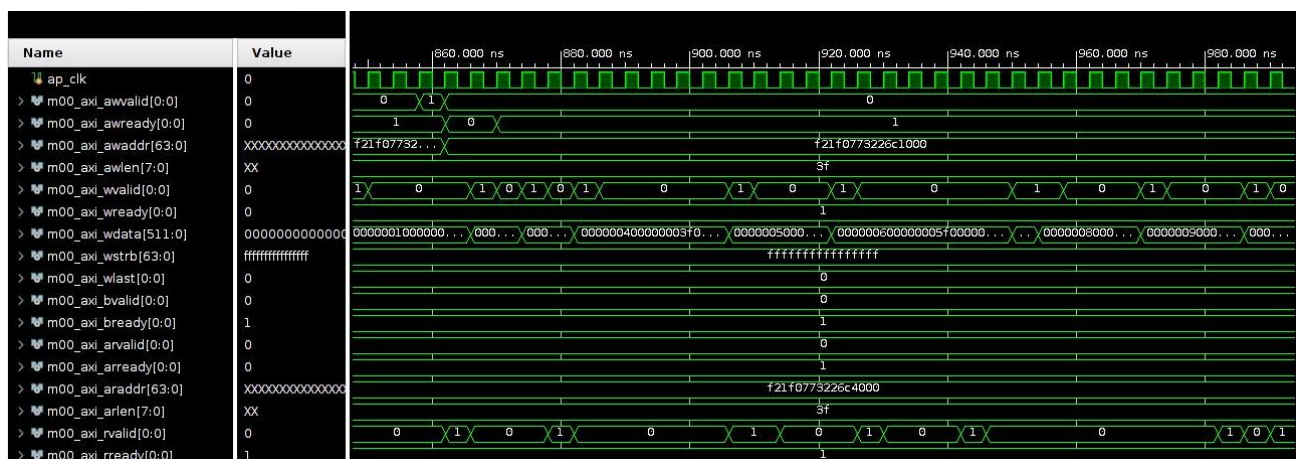 Name Value 860.000 ns 880.000 ns 900.000 ns 920.000 ns 940.000 ns 960.000 ns 980.000 ns
ap_clk 0
> m00_axi_awvalid[0:0] 0 0 1 0
> m00_axi_awready[0:0] 0 1 0 1
> m00_axi_awaddr[63:0] XXXXXXXXXXXXXXX f21f07732... f21f0773226c1000
> m00_axi_awlen[7:0] XX 3f
> m00_axi_wvalid[0:0] 0 1 0 1 0 1 0 1 0 1 0 1 0 1 0 1 0 1 0
> m00_axi_wready[0:0] 0 1
> m00_axi_wdata[511:0] 0000000000000 0000001000000... 000... 000... 000000400000003f0... 0000005000... 0000006000000005f00000... ... 0000008000... 0000009000... 000...
> m00_axi_wstrb[63:0] ffffffffffffffff ffffffffffffffff
> m00_axi_wlast[0:0] 0 0
> m00_axi_bvalid[0:0] 0 0
> m00_axi_bready[0:0] 1 1
> m00_axi_arvalid[0:0] 0 0
> m00_axi_arready[0:0] 0 1
> m00_axi_araddr[63:0] XXXXXXXXXXXXXXX f21f0773226c4000
> m00_axi_arlen[7:0] XX 3f
> m00_axi_rvalid[0:0] 0 0 1 0 1 0 1 0 1 0 1 0 1 0 1
> m00_axi_rready[0:0] 1 1